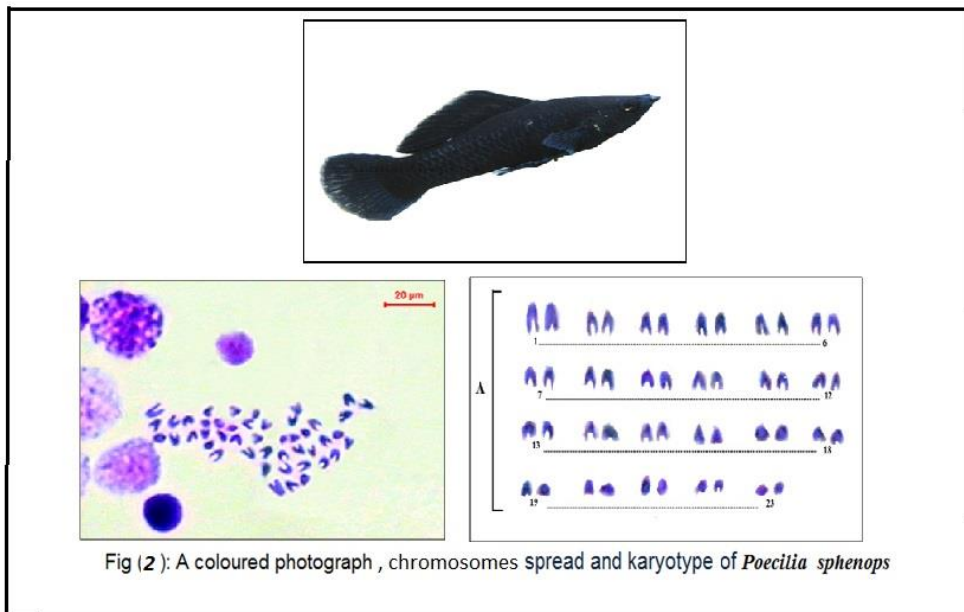 20 µm
A
1 6
7 12
13 18
19 23
Fig (2 ): A coloured photograph , chromosomes spread and karyotype of Poecilia sphenops